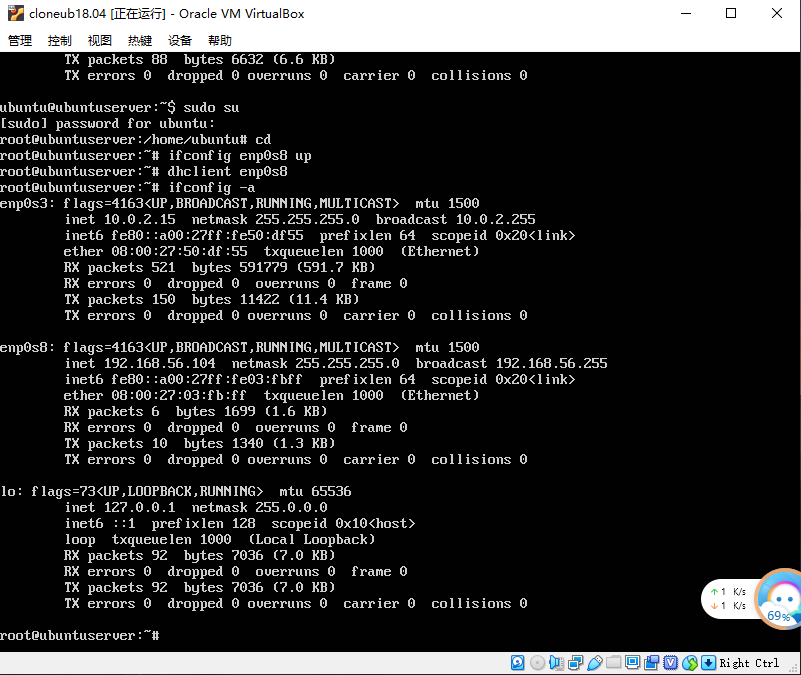 cloneub18.04 [正在运行] - Oracle VM VirtualBox
管理 控制 视图 热键 设备 帮助
TX packets 88  bytes 6632 (6.6 KB)
TX errors 0  dropped 0 overruns 0  carrier 0  collisions 0
ubuntu@ubuntuserver:~$ sudo su
[sudo] password for ubuntu:
root@ubuntuserver:/home/ubuntu# cd
root@ubuntuserver:~# ifconfig enp0s8 up
root@ubuntuserver:~# dhclient enp0s8
root@ubuntuserver:~# ifconfig -a
enp0s3: flags=4163<UP,BROADCAST,RUNNING,MULTICAST>  mtu 1500
inet 10.0.2.15  netmask 255.255.255.0  broadcast 10.0.2.255
inet6 fe80::a00:27ff:fe50:df55  prefixlen 64  scopeid 0x20<link>
ether 08:00:27:50:df:55  txqueuelen 1000  (Ethernet)
RX packets 521  bytes 591779 (591.7 KB)
RX errors 0  dropped 0  overruns 0  frame 0
TX packets 150  bytes 11422 (11.4 KB)
TX errors 0  dropped 0 overruns 0  carrier 0  collisions 0
enp0s8: flags=4163<UP,BROADCAST,RUNNING,MULTICAST>  mtu 1500
inet 192.168.56.104  netmask 255.255.255.0  broadcast 192.168.56.255
inet6 fe80::a00:27ff:fe03:fbff  prefixlen 64  scopeid 0x20<link>
ether 08:00:27:03:fb:ff  txqueuelen 1000  (Ethernet)
RX packets 6  bytes 1699 (1.6 KB)
RX errors 0  dropped 0  overruns 0  frame 0
TX packets 10  bytes 1340 (1.3 KB)
TX errors 0  dropped 0 overruns 0  carrier 0  collisions 0
lo: flags=73<UP,LOOPBACK,RUNNING>  mtu 65536
inet 127.0.0.1  netmask 255.0.0.0
inet6 ::1  prefixlen 128  scopeid 0x10<host>
loop  txqueuelen 1000  (Local Loopback)
RX packets 92  bytes 7036 (7.0 KB)
RX errors 0  dropped 0  overruns 0  frame 0
TX packets 92  bytes 7036 (7.0 KB)
TX errors 0  dropped 0 overruns 0  carrier 0  collisions 0
↑ 1 K/s
↓ 1 K/s
69%
root@ubuntuserver:~#
Right Ctrl